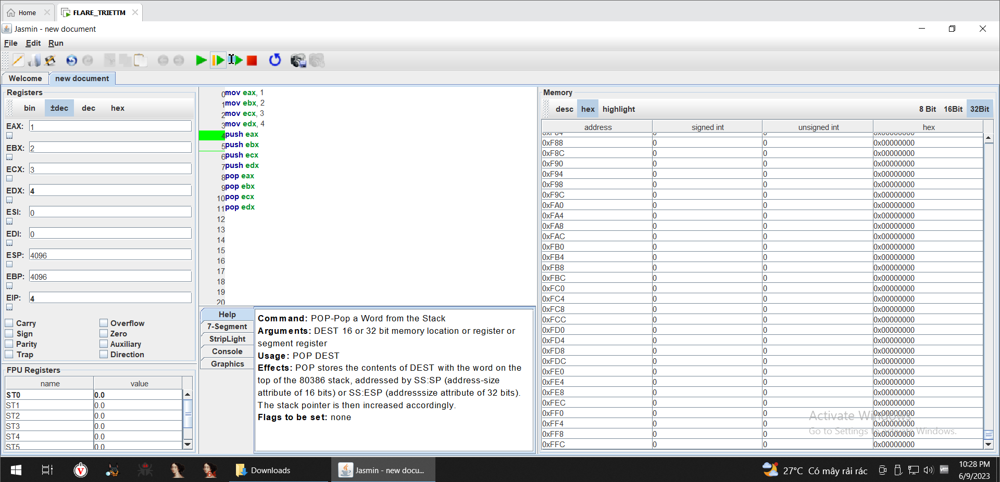 Home
FLARE_TRIETTM
Jasmin - new document
File Edit Run
Welcome
new document
Registers
bin ±dec dec hex
EAX: 1
...
EBX: 2
...
ECX: 3
...
EDX: 4
...
ESI: 0
...
EDI: 0
...
ESP: 4096
...
EBP: 4096
...
EIP: 4
...
Carry Overflow
Sign Zero
Parity Auxiliary
Trap Direction
FPU Registers
name value
ST0 0.0
ST1 0.0
ST2 0.0
ST3 0.0
ST4 0.0
ST5 0.0
0 mov eax, 1
1 mov ebx, 2
2 mov ecx, 3
3 mov edx, 4
4 push eax
5 push ebx
6 push ecx
7 push edx
8 pop eax
9 pop ebx
10 pop ecx
11 pop edx
12
13
14
15
16
17
18
19
20
Help
7-Segment
StripLight
Console
Graphics
Command: POP-Pop a Word from the Stack
Arguments: DEST 16 or 32 bit memory location or register or
segment register
Usage: POP DEST
Effects: POP stores the contents of DEST with the word on the
top of the 80386 stack, addressed by SS:SP (address-size
attribute of 16 bits) or SS:ESP (addresssize attribute of 32 bits).
The stack pointer is then increased accordingly.
Flags to be set: none
Memory
desc hex highlight 8 Bit 16Bit 32Bit
address signed int unsigned int hex
0xF84 0 0 0x00000000
0xF88 0 0 0x00000000
0xF8C 0 0 0x00000000
0xF90 0 0 0x00000000
0xF94 0 0 0x00000000
0xF98 0 0 0x00000000
0xF9C 0 0 0x00000000
0xFA0 0 0 0x00000000
0xFA4 0 0 0x00000000
0xFA8 0 0 0x00000000
0xFAC 0 0 0x00000000
0xFB0 0 0 0x00000000
0xFB4 0 0 0x00000000
0xFB8 0 0 0x00000000
0xFBC 0 0 0x00000000
0xFC0 0 0 0x00000000
0xFC4 0 0 0x00000000
0xFC8 0 0 0x00000000
0xFCC 0 0 0x00000000
0xFD0 0 0 0x00000000
0xFD4 0 0 0x00000000
0xFD8 0 0 0x00000000
0xFDC 0 0 0x00000000
0xFE0 0 0 0x00000000
0xFE4 0 0 0x00000000
0xFE8 0 0 0x00000000
0xFEC 0 0 0x00000000
0xFF0 0 0 0x00000000
0xFF4 0 0 0x00000000
0xFF8 0 0 0x00000000
0xFFC 0 0 0x00000000
Activate Windows
Go to Settings to activate Windows.
V
64
Downloads
Jasmin - new docu...
27°C Có mây rải rác
vm
10:28 PM
6/9/2023